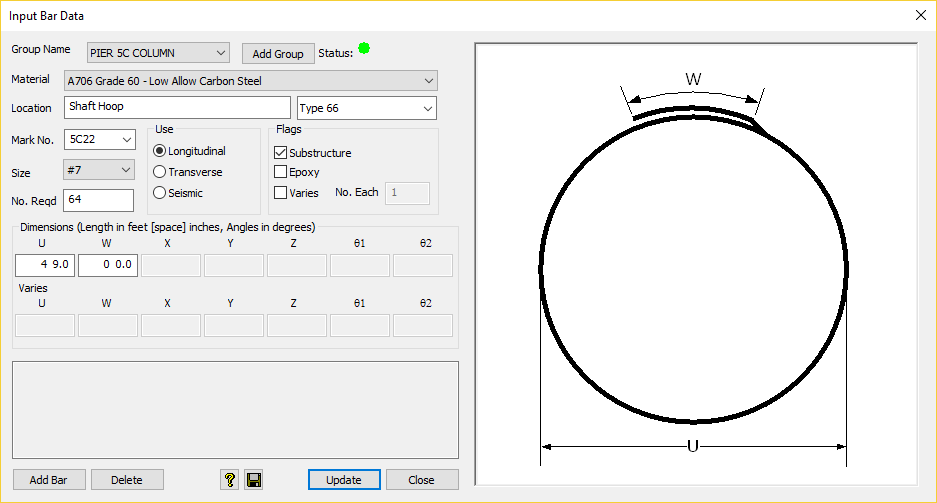 Input Bar Data
Group Name PIER 5C COLUMN Add Group Status:
Material A706 Grade 60 - Low Allow Carbon Steel
Location Shaft Hoop Type 66
Mark No. 5C22
Size #7
No. Reqd 64
Use
Longitudinal
Transverse
Seismic
Flags
Substructure
Epoxy
Varies No. Each 1
Dimensions (Length in feet [space] inches, Angles in degrees)
U W X Y Z θ1 θ2
4 9.0 0 0.0
Varies
U W X Y Z θ1 θ2
Add Bar Delete ? Update Close
W
U